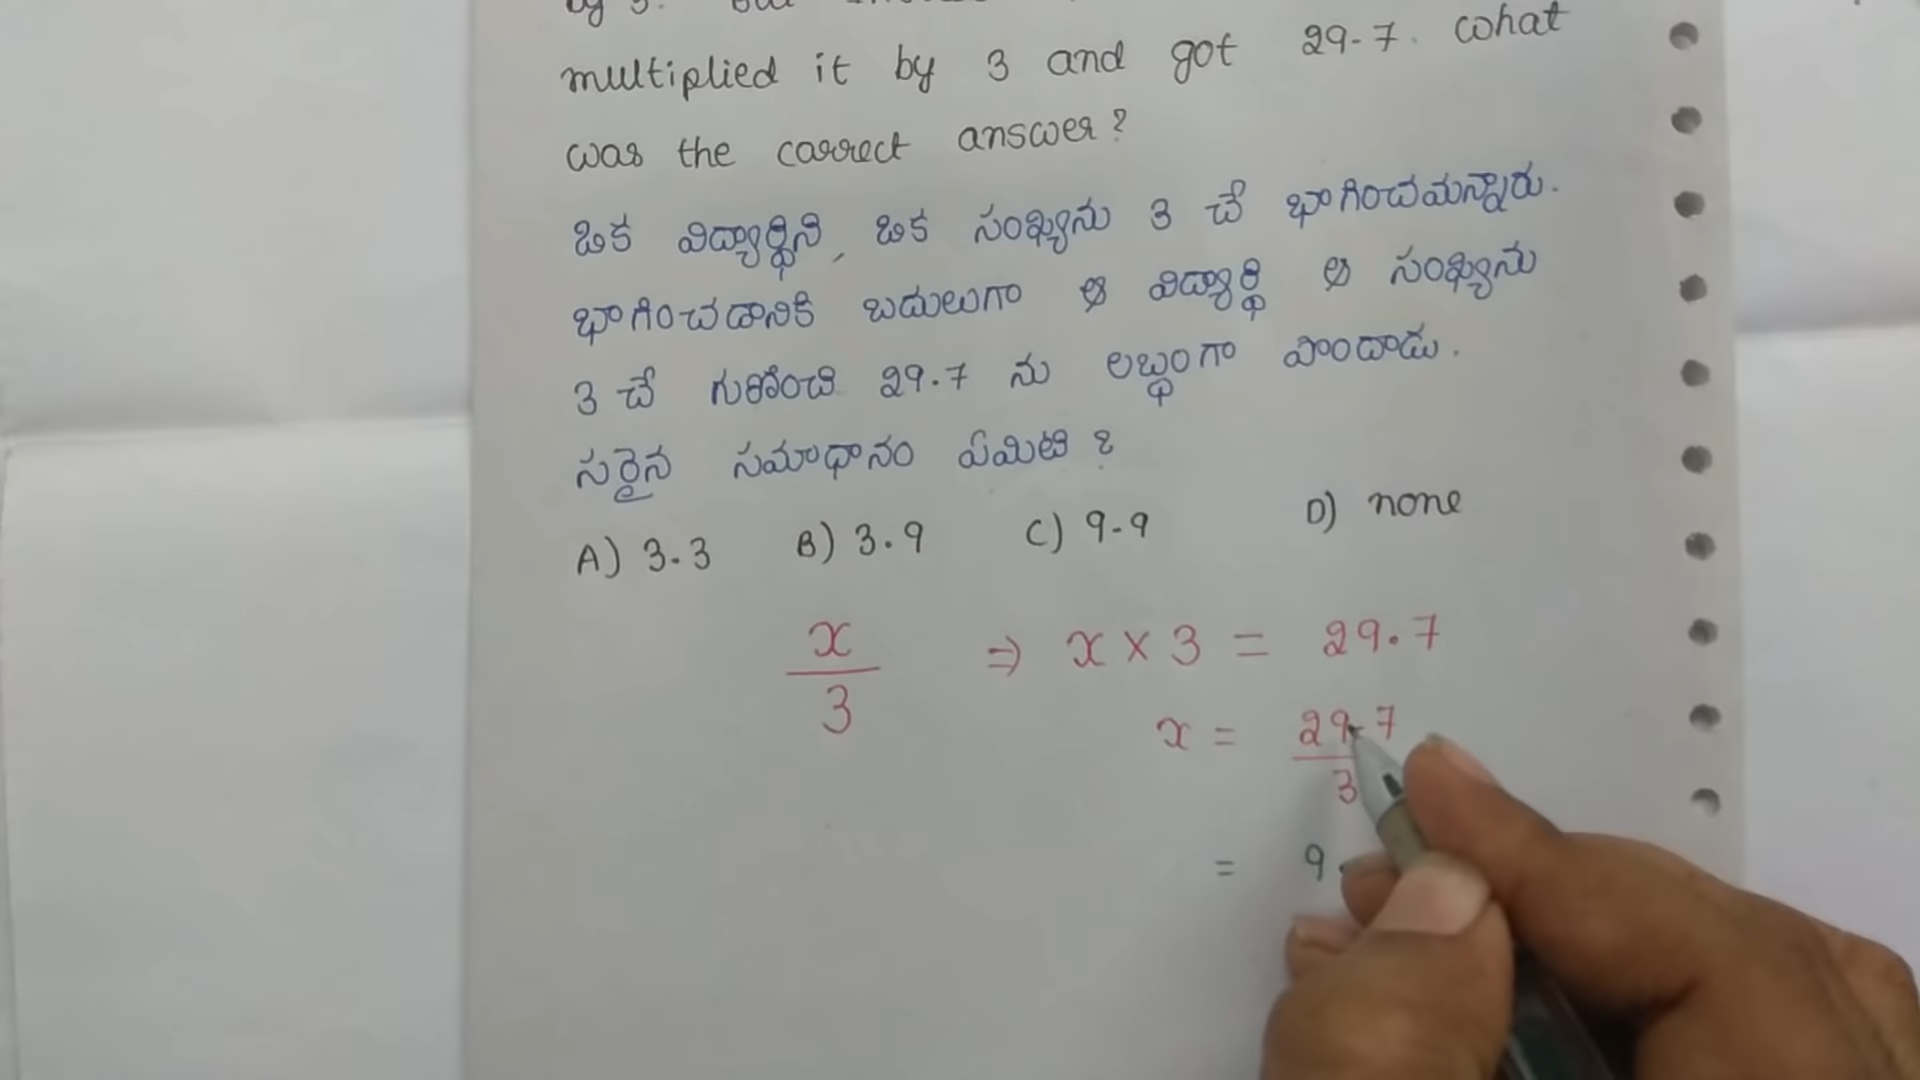 by 3.
multiplied it by 3 and got 29.7. What
was the correct answer?
ఒక విద్యార్థిని, ఒక సంఖ్యను 3 చే భాగించమన్నారు.
భాగించడానికి బదులుగా ఆ విద్యార్థి ఆ సంఖ్యను
3 చే గుణించి 29.7 ను లబ్ధంగా పొందాడు.
సరైన సమాధానం ఏమిటి?
A) 3.3 B) 3.9 C) 9.9 D) none
x/3 ⇒ x × 3 = 29.7
x = 29.7/3
= 9.